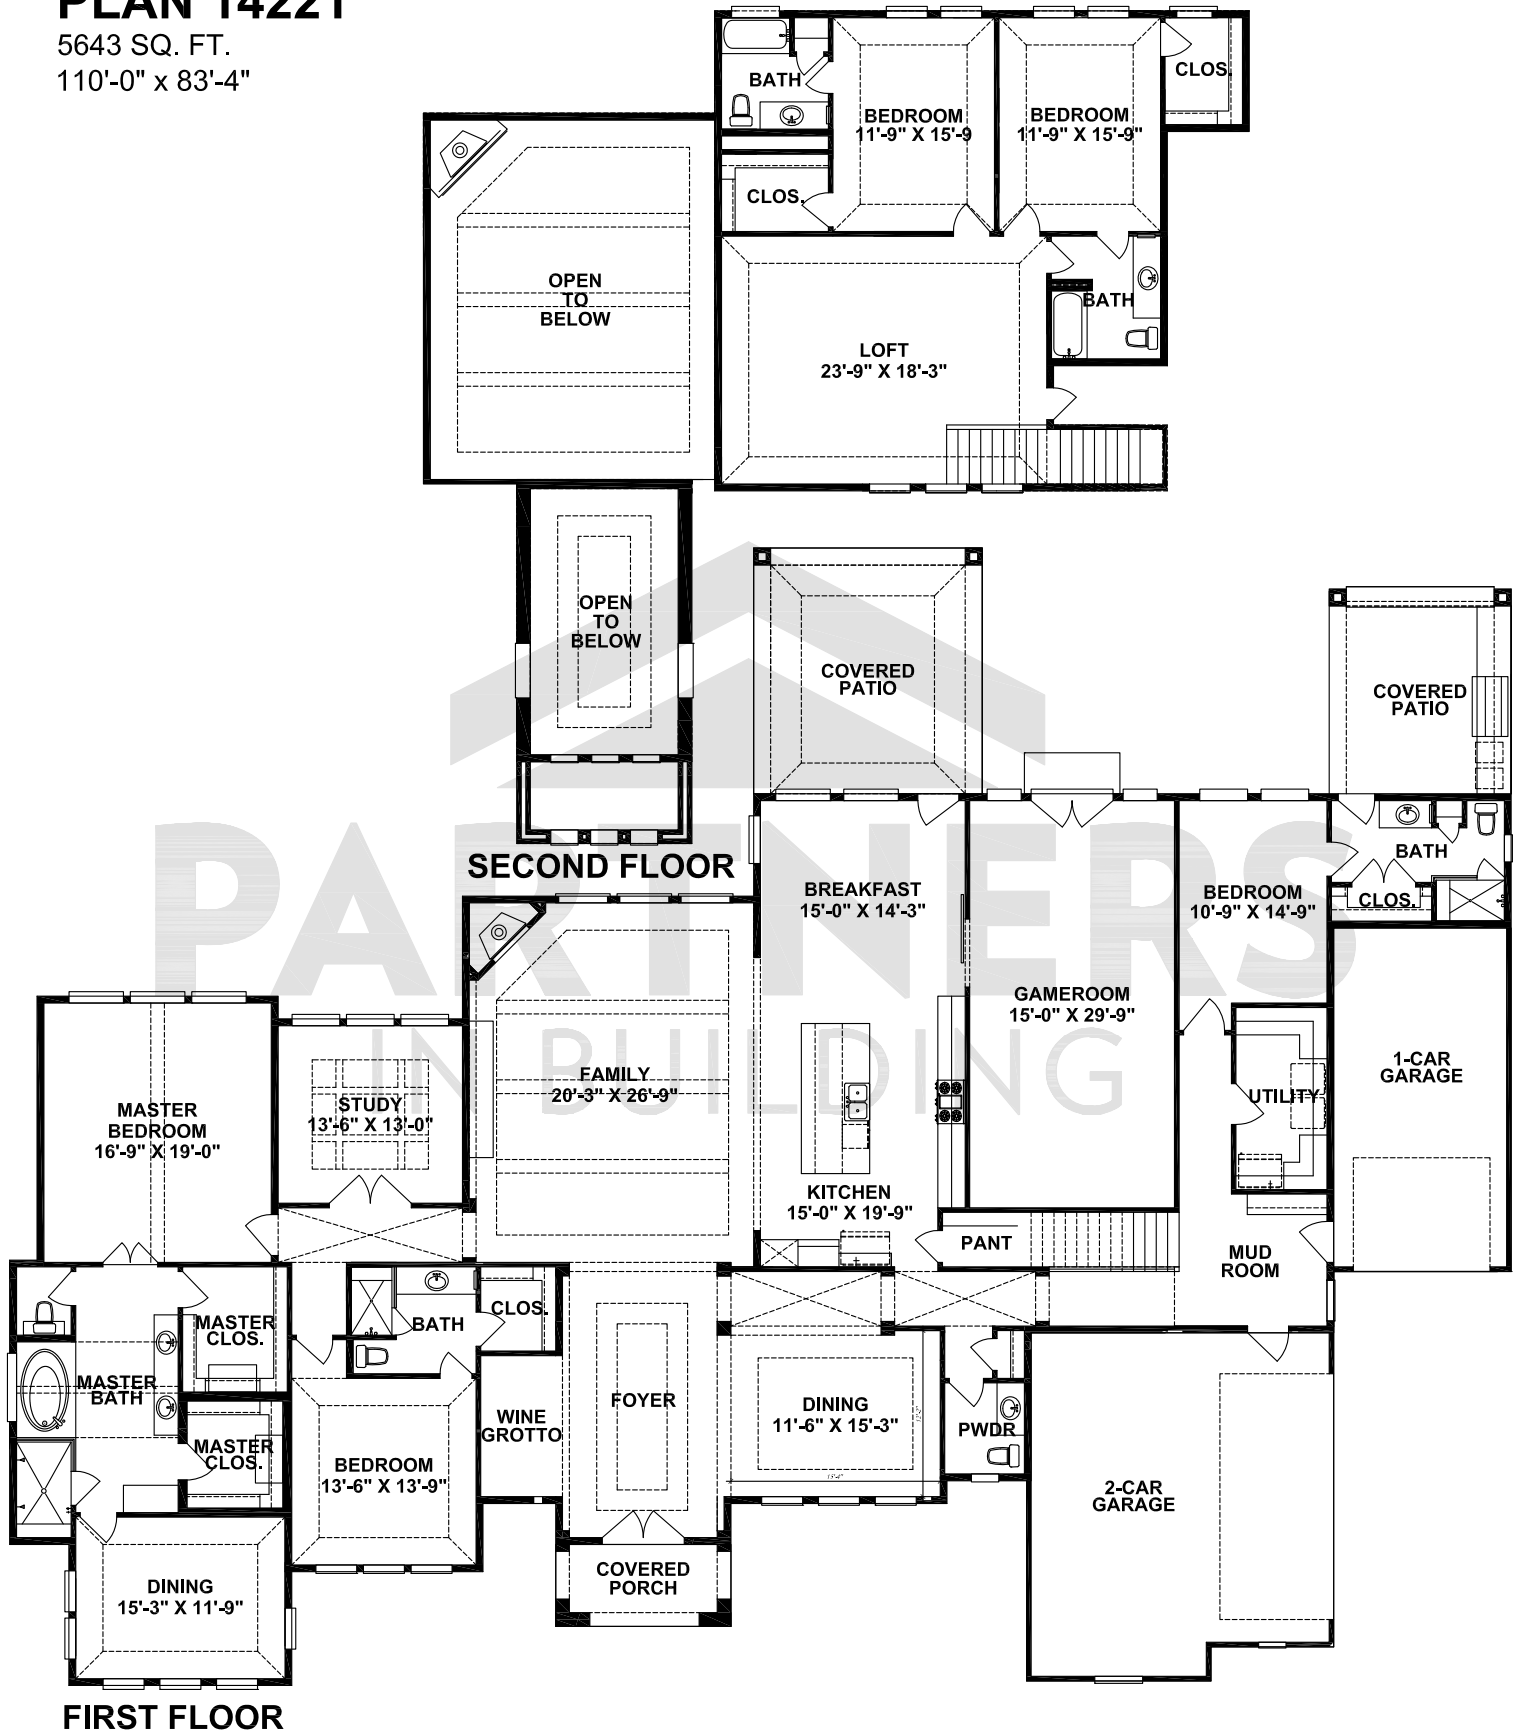 PLAN 14221
5643 SQ. FT.
110'-0" x 83'-4"
BATH
CLOS.
BEDROOM
11'-9" X 15'-9
BEDROOM
11'-9" X 15'-9"
CLOS.
OPEN
TO
BELOW
BATH
LOFT
23'-9" X 18'-3"
OPEN
TO
BELOW
COVERED
PATIO
COVERED
PATIO
SECOND FLOOR
PARTNERS
IN BUILDING
BREAKFAST
15'-0" X 14'-3"
BATH
BEDROOM
10'-9" X 14'-9"
CLOS.
GAMEROOM
15'-0" X 29'-9"
1-CAR
GARAGE
FAMILY
20'-3" X 26'-9"
STUDY
13'-6" X 13'-0"
UTILITY
MASTER
BEDROOM
16'-9" X 19'-0"
KITCHEN
15'-0" X 19'-9"
PANT
MUD
ROOM
MASTER
CLOS.
BATH
CLOS.
MASTER
BATH
FOYER
DINING
11'-6" X 15'-3"
12'-2"
WINE
GROTTO
PWDR
MASTER
CLOS.
BEDROOM
13'-6" X 13'-9"
15'-4"
2-CAR
GARAGE
COVERED
PORCH
DINING
15'-3" X 11'-9"
FIRST FLOOR